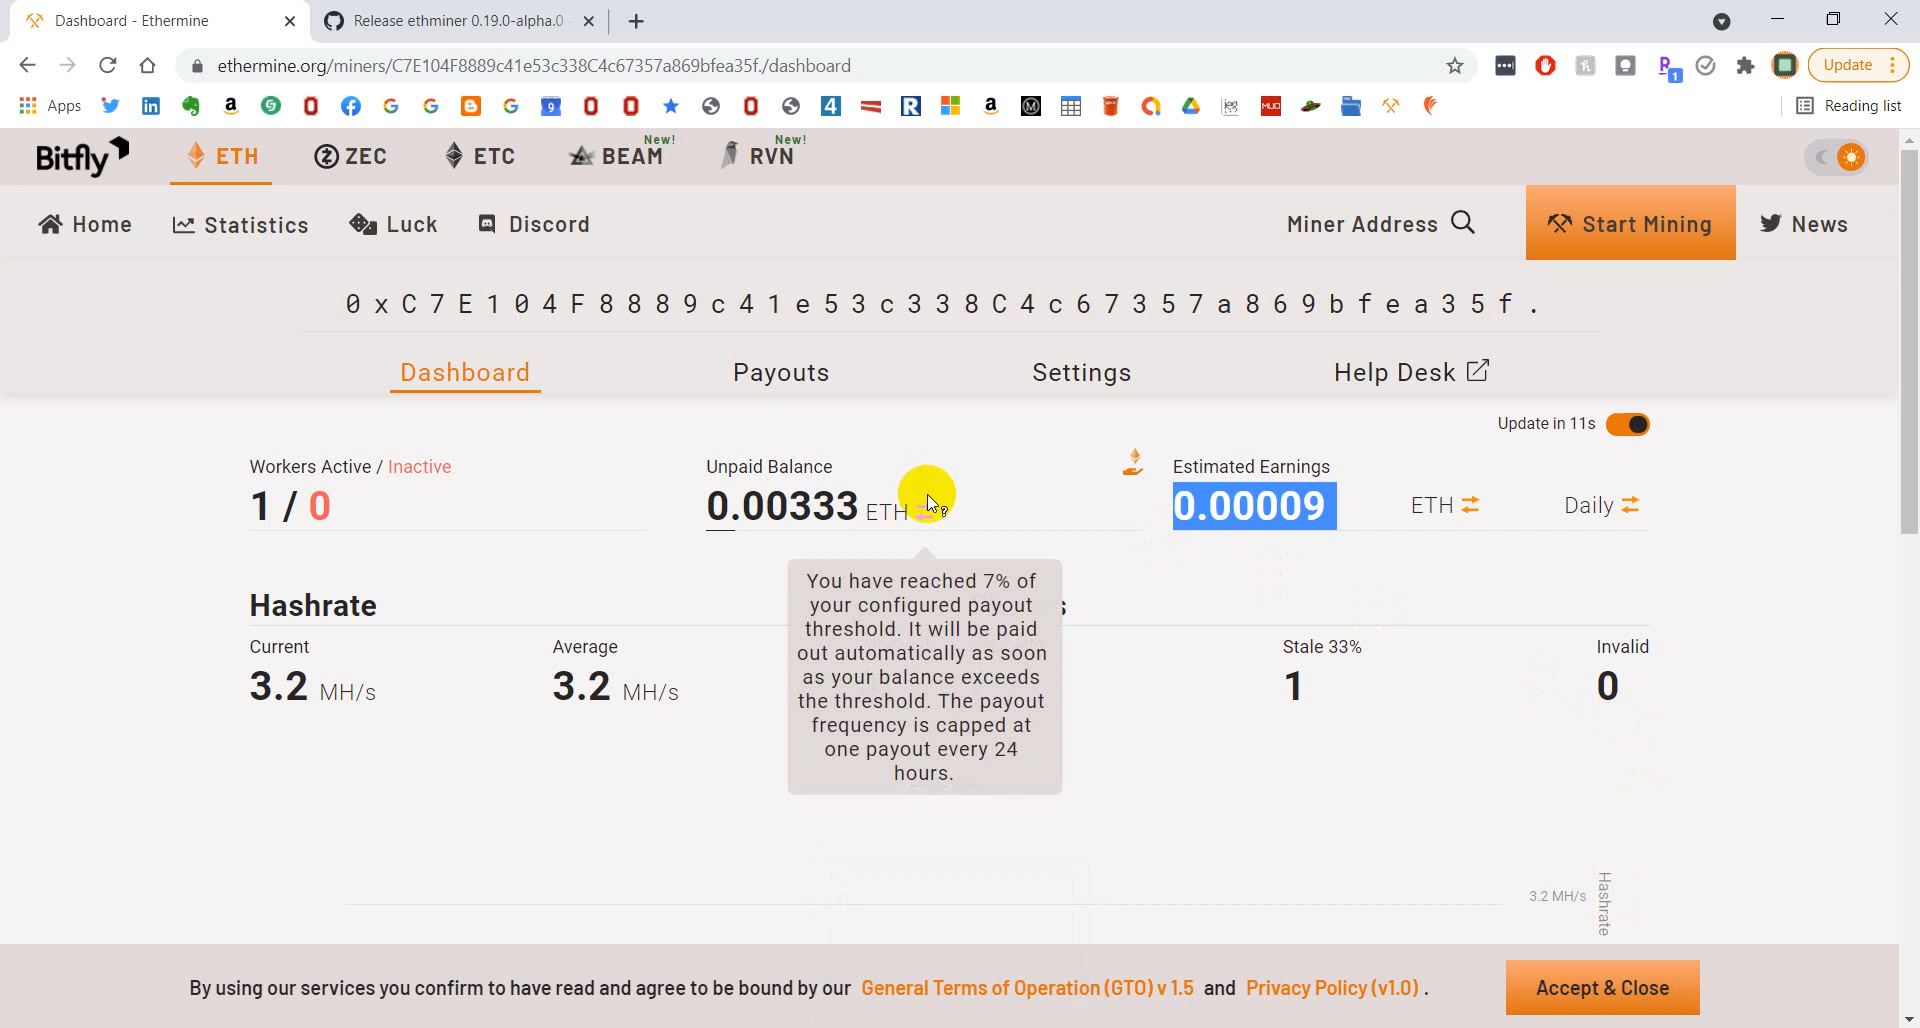 Dashboard - Ethermine
Release ethminer 0.19.0-alpha.0
ethermine.org/miners/C7E104F8889c41e53c338C4c67357a869bfea35f./dashboard
1
Update
Apps
Reading list
Bitfly
ETH
ZEC
ETC
BEAM New!
RVN New!
Home
Statistics
Luck
Discord
Miner Address
Start Mining
News
0xC7E104F8889c41e53c338C4c67357a869bfea35f.
Dashboard
Payouts
Settings
Help Desk
Update in 11s
Workers Active / Inactive
1 / 0
Unpaid Balance
0.00333 ETH
Estimated Earnings
0.00009
ETH
Daily
You have reached 7% of
your configured payout
threshold. It will be paid
out automatically as soon
as your balance exceeds
the threshold. The payout
frequency is capped at
one payout every 24
hours.
Hashrate
Current
3.2 MH/s
Average
3.2 MH/s
Stale 33%
1
Invalid
0
3.2 MH/s
Hashrate
By using our services you confirm to have read and agree to be bound by our General Terms of Operation (GTO) v 1.5 and Privacy Policy (v1.0) .
Accept & Close